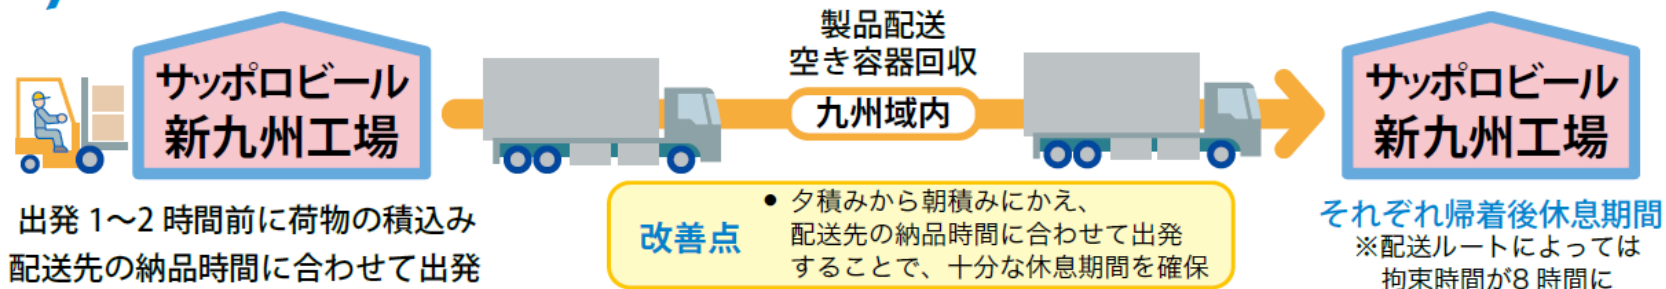 サッポロビール
新九州工場
出発 1～2 時間前に荷物の積込み
配送先の納品時間に合わせて出発
製品配送
空き容器回収
九州域内
改善点
• 夕積みから朝積みにかえ、
配送先の納品時間に合わせて出発
することで、十分な休息期間を確保
サッポロビール
新九州工場
それぞれ帰着後休息期間
※配送ルートによっては
拘束時間が8 時間に